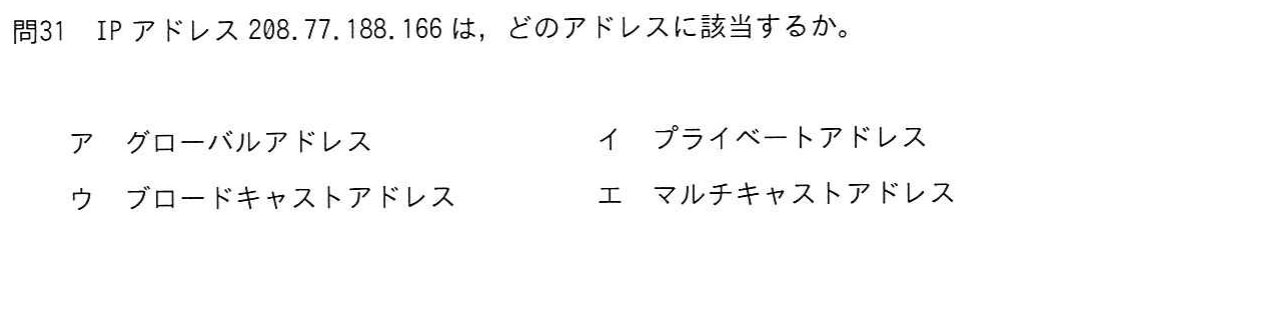 問31　IP アドレス 208.77.188.166 は，どのアドレスに該当するか。
ア　グローバルアドレス　イ　プライベートアドレス
ウ　ブロードキャストアドレス　エ　マルチキャストアドレス